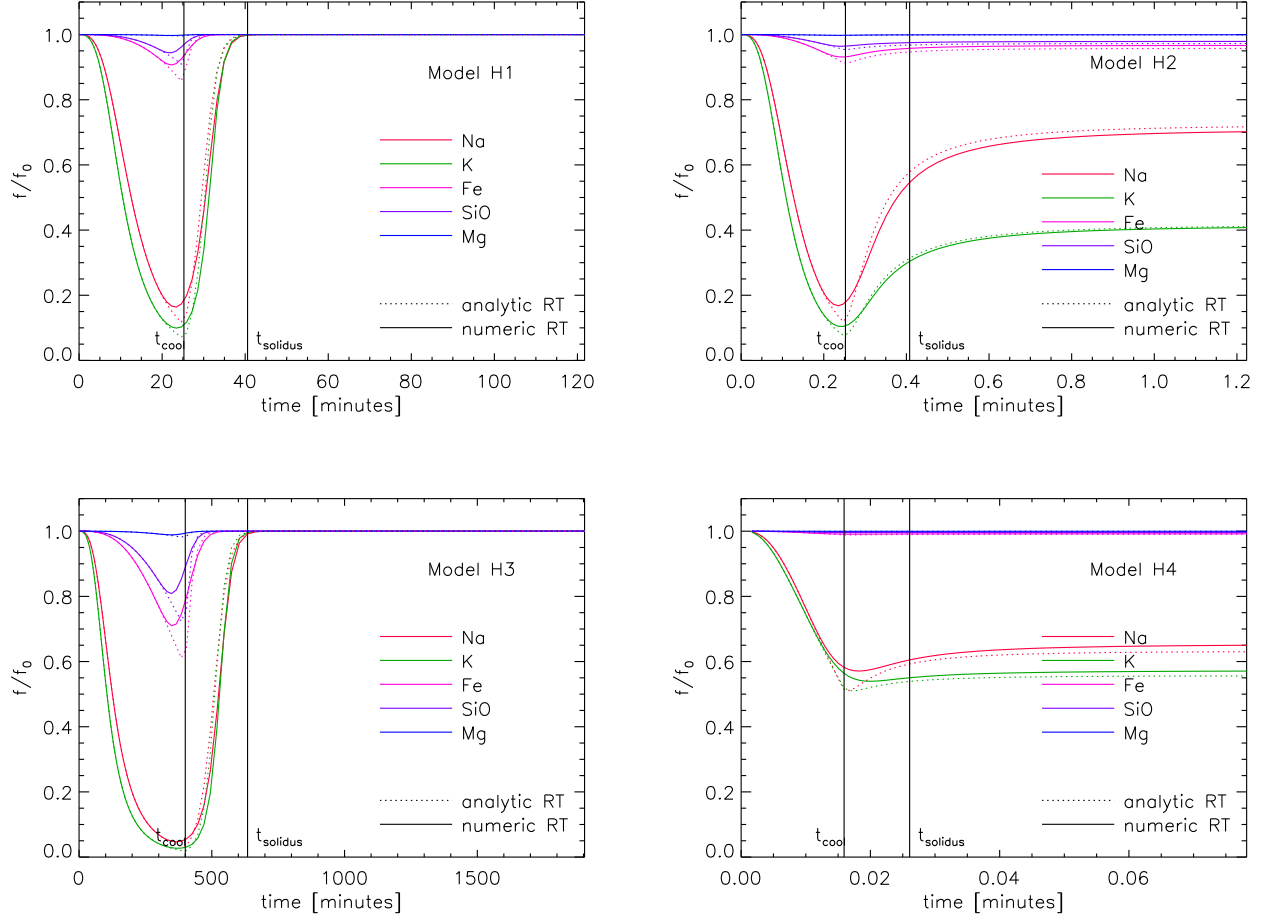 1.0
0.8
0.6
0.4
0.2
0.0
f/f0
Model H1
Na
K
Fe
SiO
Mg
analytic RT
numeric RT
tcool
tsolidus
0 20 40 60 80 100 120
time [minutes]
1.0
0.8
0.6
0.4
0.2
0.0
f/f0
Model H2
Na
K
Fe
SiO
Mg
analytic RT
numeric RT
tcool
tsolidus
0.0 0.2 0.4 0.6 0.8 1.0 1.2
time [minutes]
1.0
0.8
0.6
0.4
0.2
0.0
f/f0
Model H3
Na
K
Fe
SiO
Mg
analytic RT
numeric RT
tcool
tsolidus
0 500 1000 1500
time [minutes]
1.0
0.8
0.6
0.4
0.2
0.0
f/f0
Model H4
Na
K
Fe
SiO
Mg
analytic RT
numeric RT
tcool
tsolidus
0.00 0.02 0.04 0.06
time [minutes]